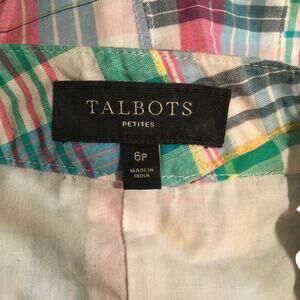 TALBOTS
PETITES
6P
MADE IN
INDIA